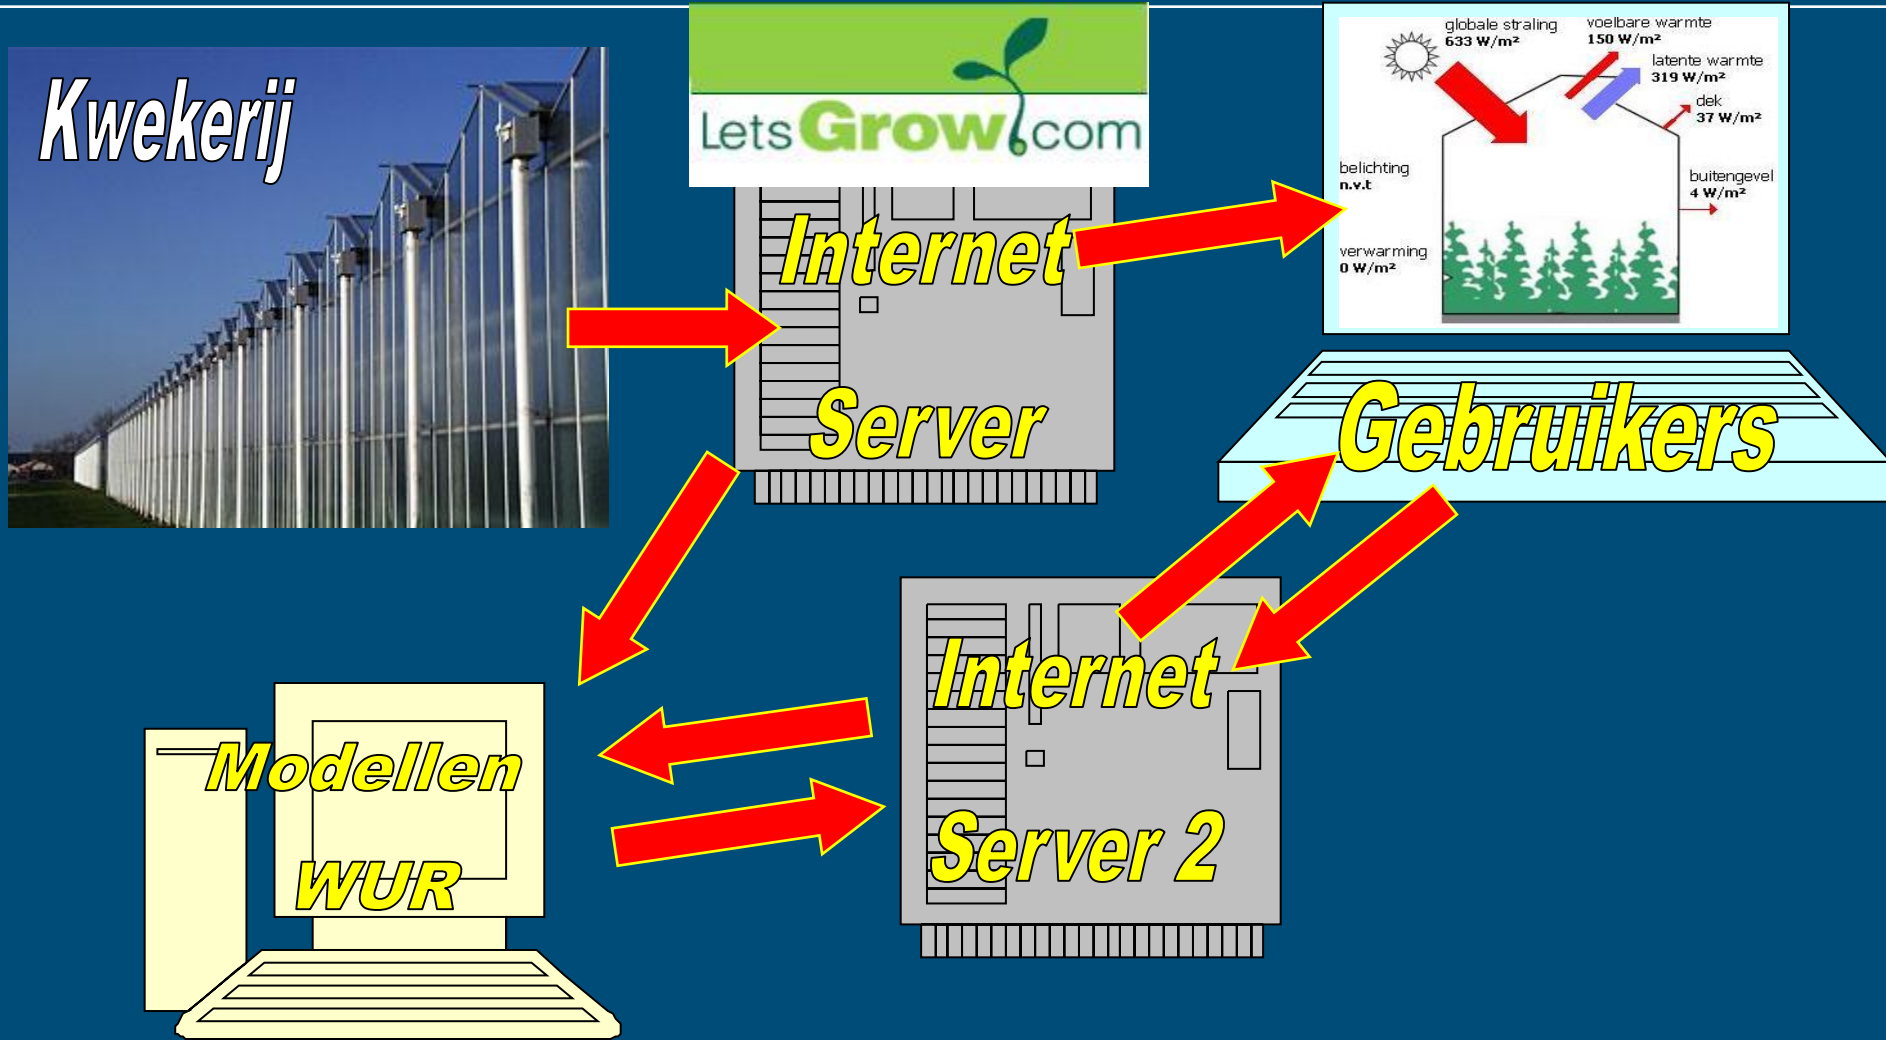 Kwekerij
LetsGrow.com
Internet
Server
globale straling
633 W/m²
voelbare warmte
150 W/m²
latente warmte
319 W/m²
dek
37 W/m²
belichting
n.v.t
buitengevel
4 W/m²
verwarming
0 W/m²
Gebruikers
Internet
Server 2
Modellen
WUR